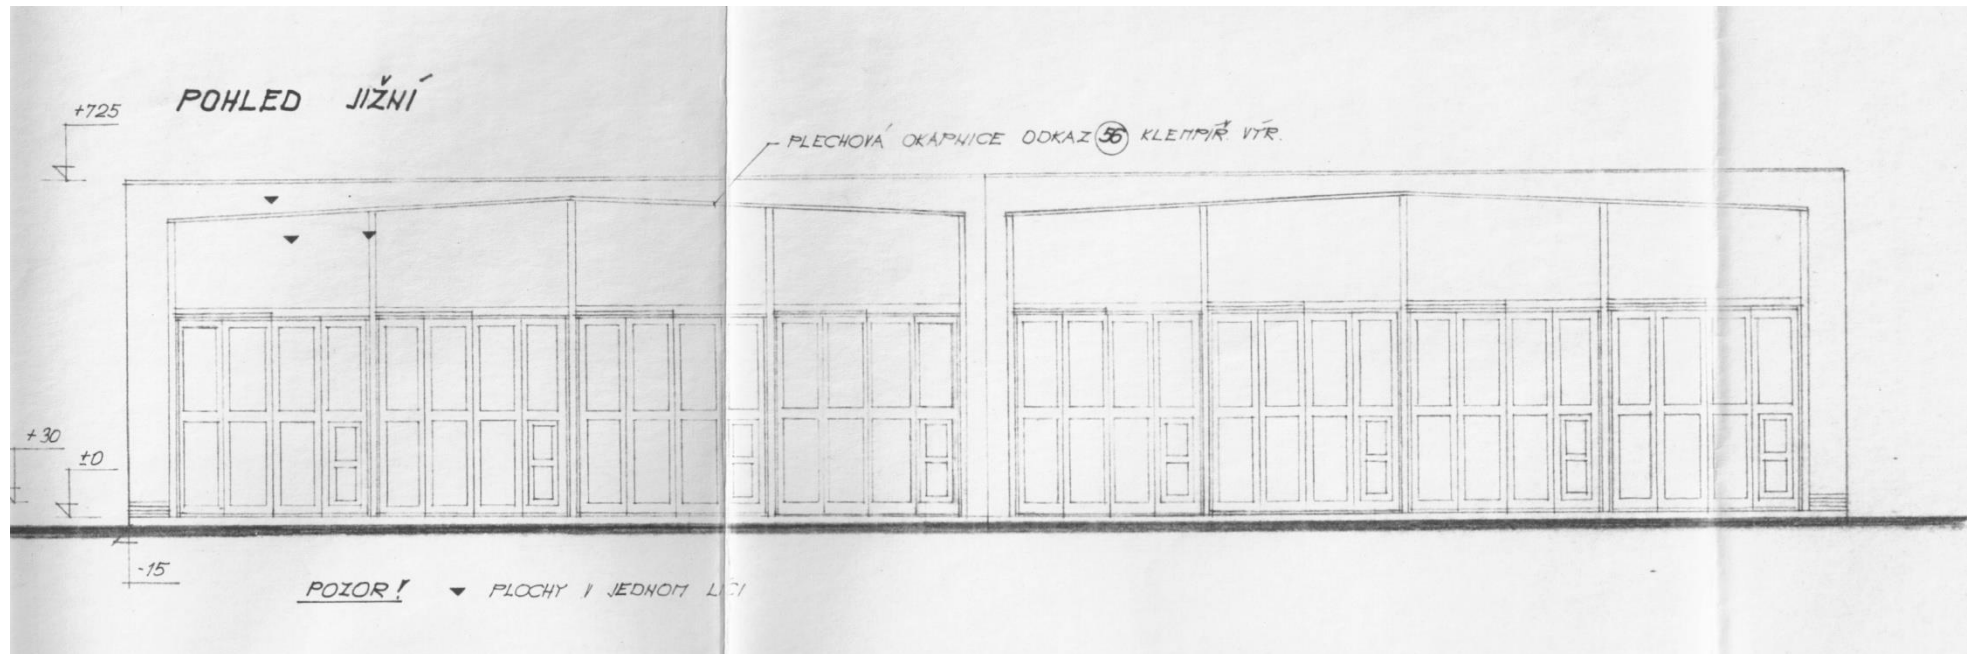 POHLED JIŽNÍ
+725
PLECHOVÁ OKAPNICE ODKAZ 56 KLEMPÍŘ. VÝR.
+30
±0
-15
POZOR! PLOCHY V JEDNOM LÍCI